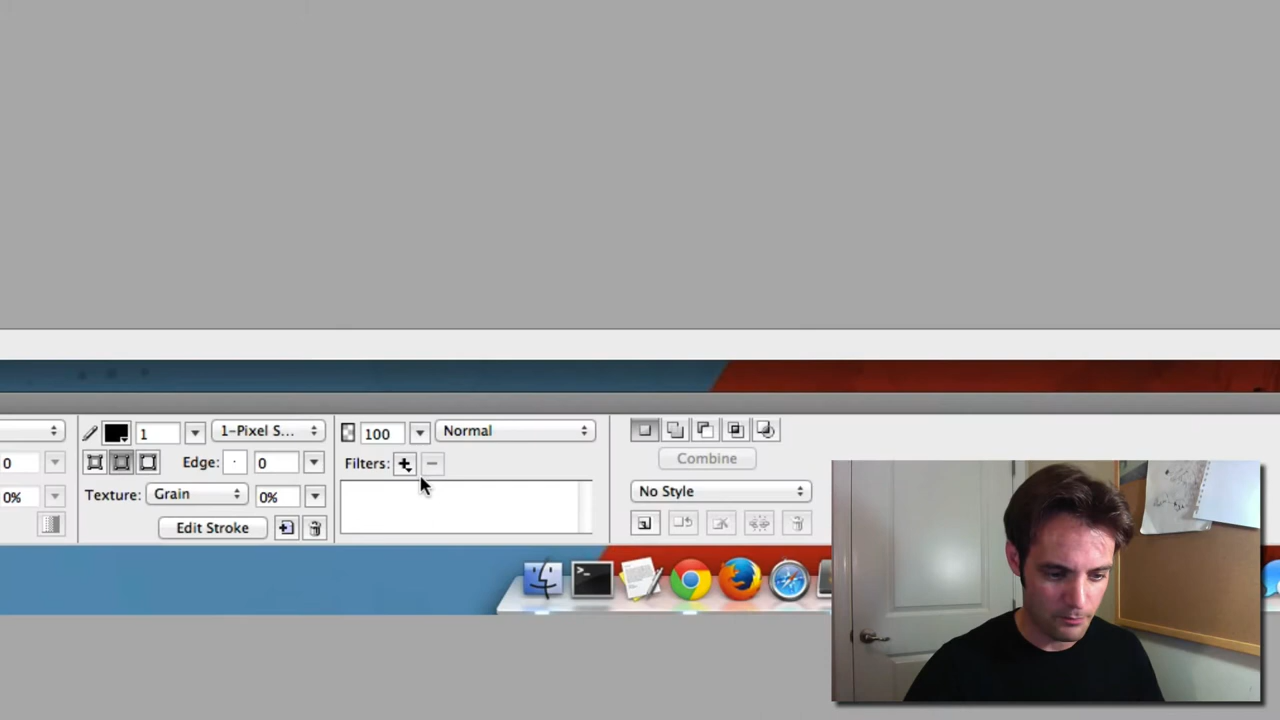 1 1-Pixel S... 100 Normal
0 Edge: 0 Filters: Combine
0% Texture: Grain 0% No Style
Edit Stroke
>_